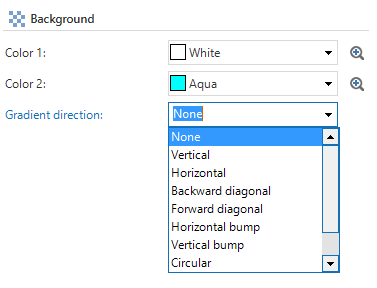 Background
Color 1: White
Color 2: Aqua
Gradient direction: None
None
Vertical
Horizontal
Backward diagonal
Forward diagonal
Horizontal bump
Vertical bump
Circular